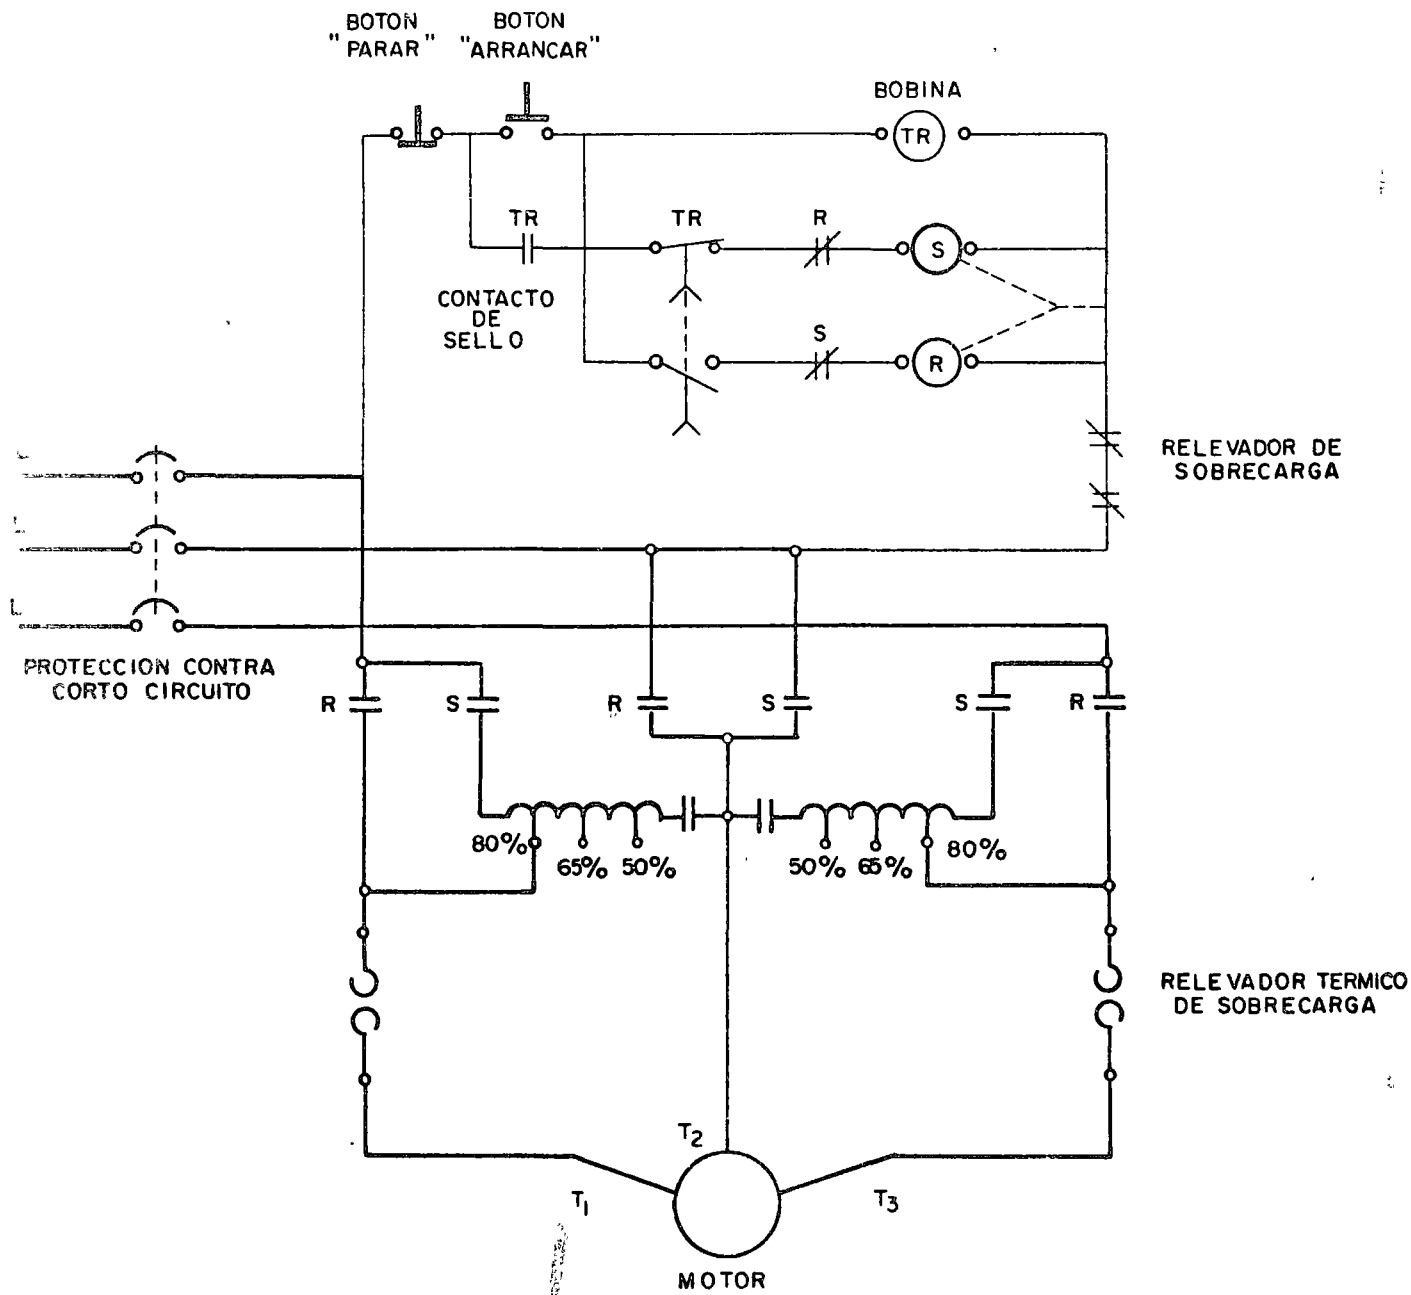 BOTON
"PARAR"
BOTON
"ARRANCAR"
BOBINA
TR
TR
TR
R
S
CONTACTO
DE
SELLO
S
R
RELEVADOR DE
SOBRECARGA
L
L
L
PROTECCION CONTRA
CORTO CIRCUITO
R
S
R
S
S
R
80%
65%
50%
50%
65%
80%
RELEVADOR TERMICO
DE SOBRECARGA
T2
T1
T3
MOTOR